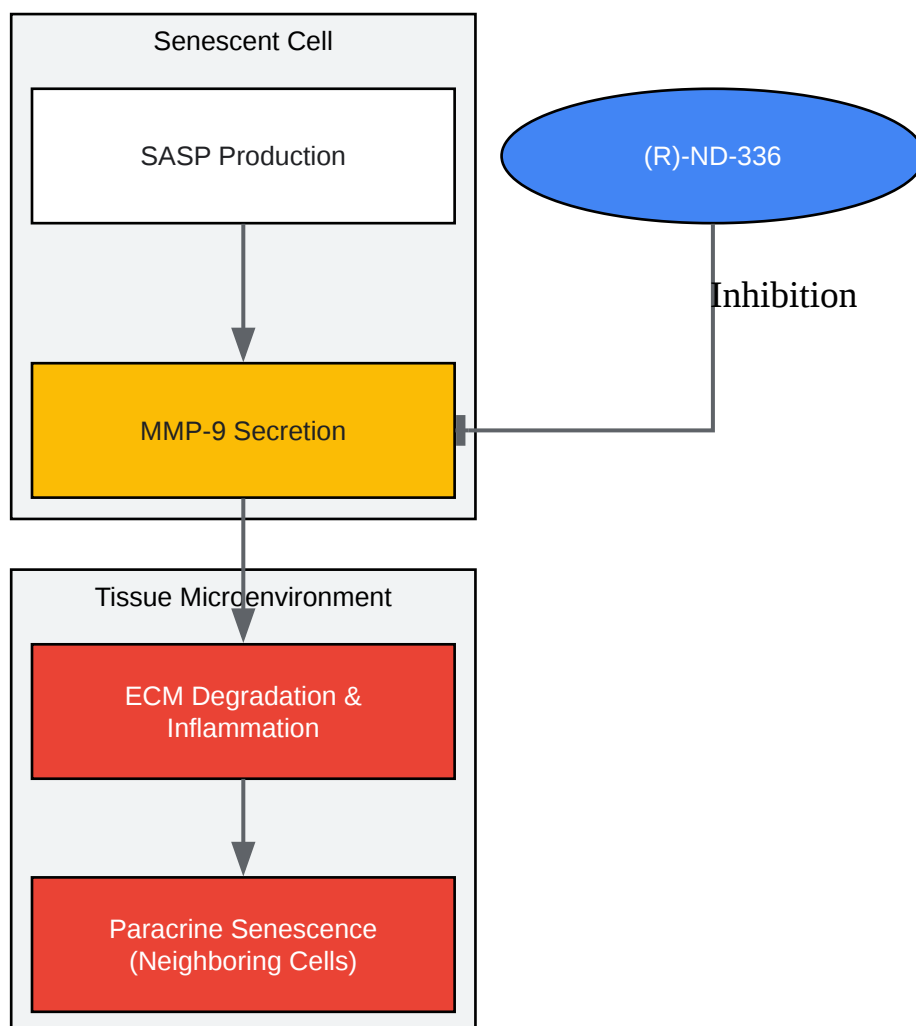 Senescent Cell
SASP Production
(R)-ND-336
Inhibition
MMP-9 Secretion
Tissue Microenvironment
ECM Degradation &
Inflammation
Paracrine Senescence
(Neighboring Cells)